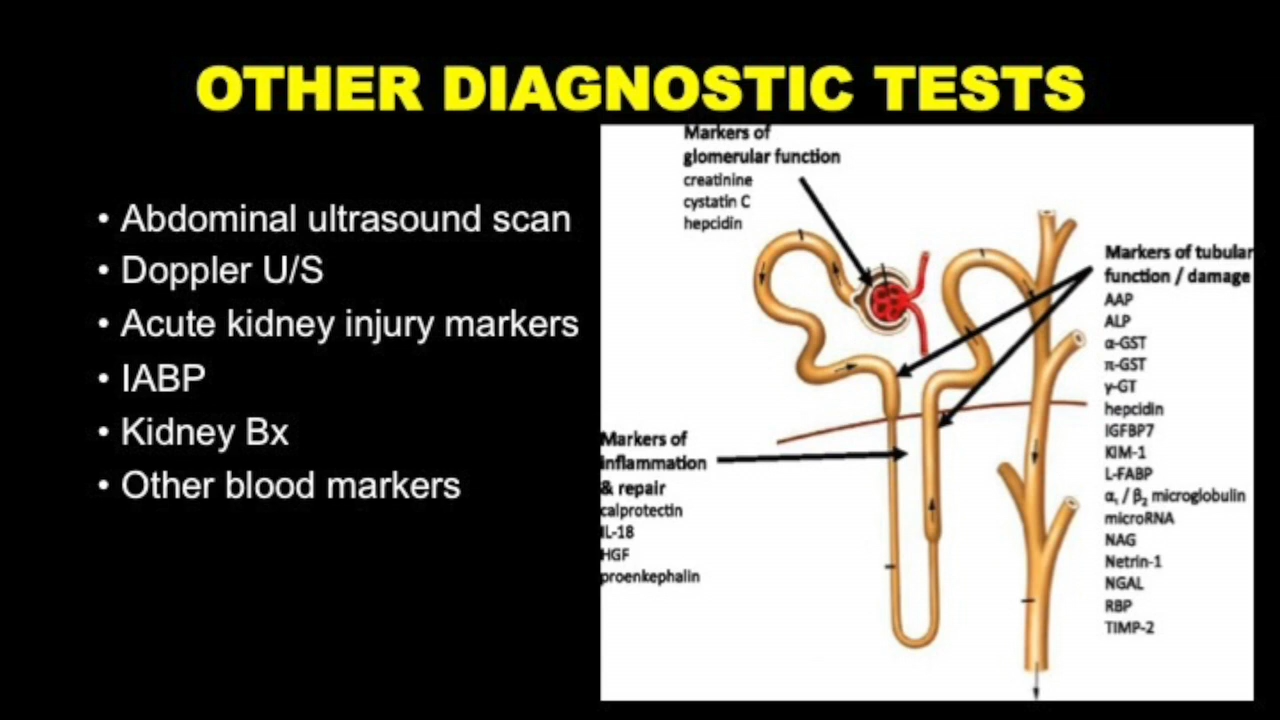 OTHER DIAGNOSTIC TESTS
• Abdominal ultrasound scan
• Doppler U/S
• Acute kidney injury markers
• IABP
• Kidney Bx
• Other blood markers
Markers of
glomerular function
creatinine
cystatin C
hepcidin
Markers of tubular
function / damage
AAP
ALP
α-GST
π-GST
γ-GT
hepcidin
IGFBP7
KIM-1
L-FABP
α₁ / β₂ microglobulin
microRNA
NAG
Netrin-1
NGAL
RBP
TIMP-2
Markers of
inflammation
& repair
calprotectin
IL-18
HGF
proenkephalin